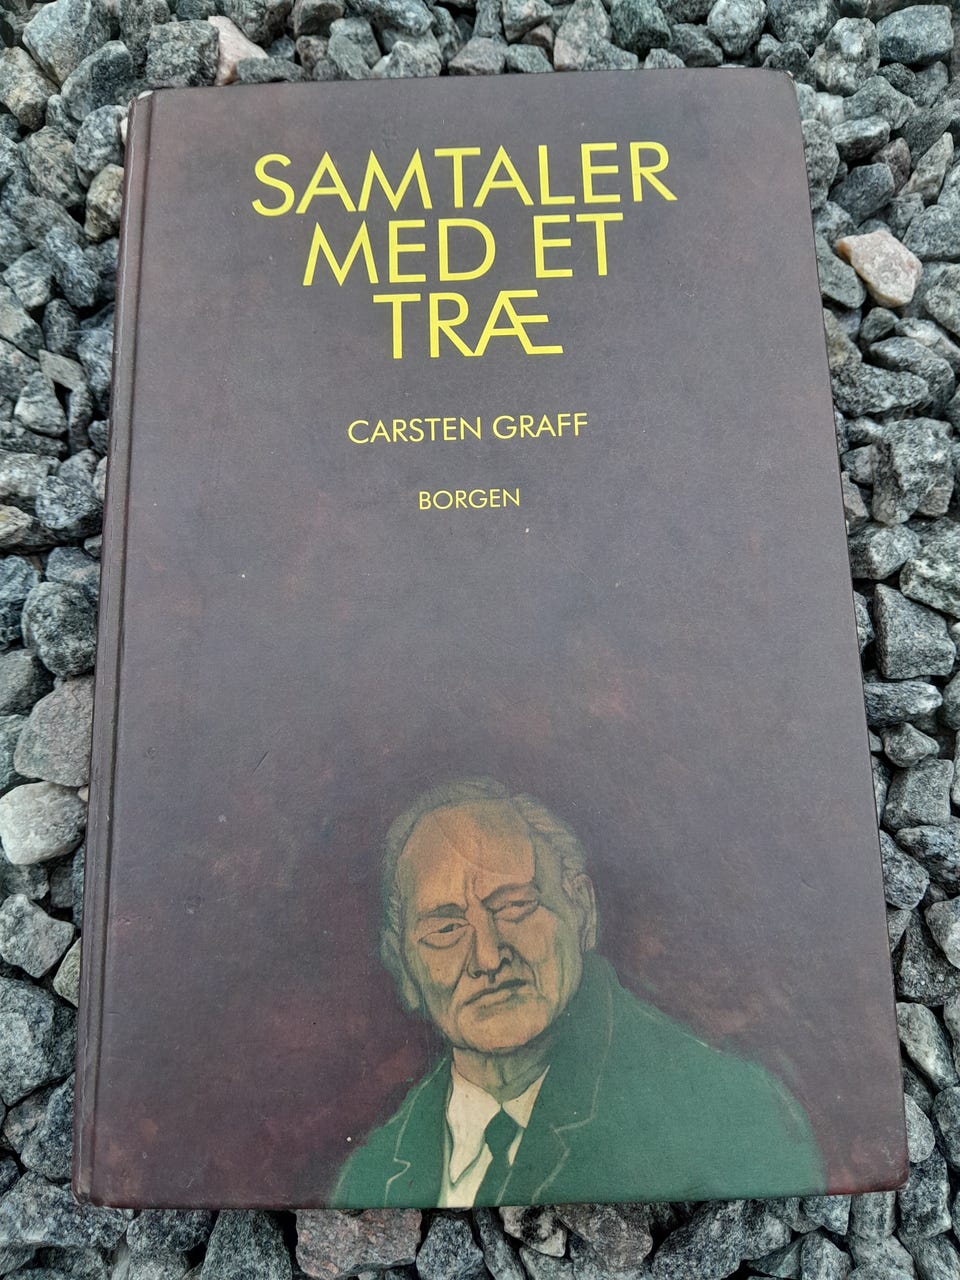 SAMTALER
MED ET
TRÆ
CARSTEN GRAFF
BORGEN